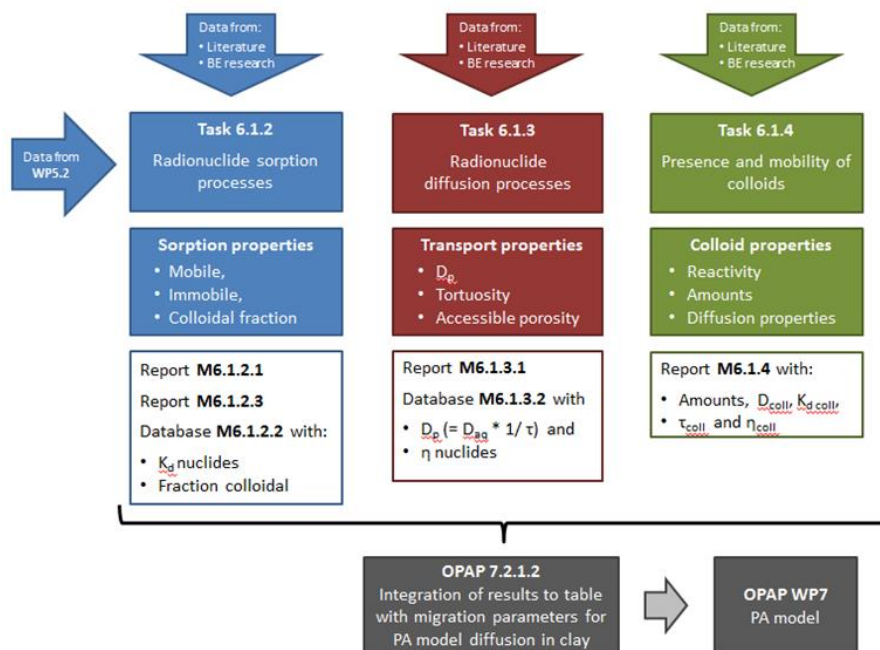 Data from:
• Literature
• BE research
Data from:
• Literature
• BE research
Data from:
• Literature
• BE research
Data from
WP5.2
Task 6.1.2
Radionuclide sorption
processes
Task 6.1.3
Radionuclide
diffusion processes
Task 6.1.4
Presence and mobility of
colloids
Sorption properties
• Mobile,
• Immobile,
• Colloidal fraction
Transport properties
• Dp
• Tortuosity
• Accessible porosity
Colloid properties
• Reactivity
• Amounts
• Diffusion properties
Report M6.1.2.1
Report M6.1.2.3
Database M6.1.2.2 with:
• Kd nuclides
• Fraction colloidal
Report M6.1.3.1
Database M6.1.3.2 with
• Dp (= Daq * 1/ τ) and
• η nuclides
Report M6.1.4 with:
• Amounts, Dcoll, Kd coll,
• τcoll and ηcoll
OPAP 7.2.1.2
Integration of results to table
with migration parameters for
PA model diffusion in clay
OPAP WP7
PA model